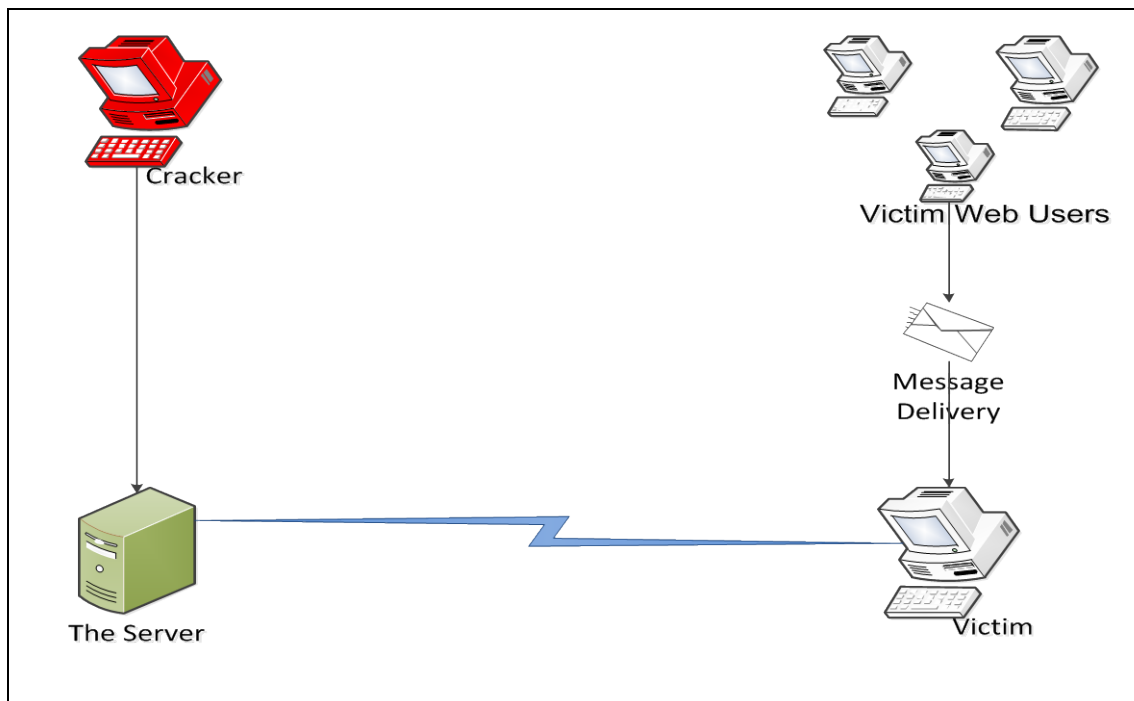 Cracker
Victim Web Users
Message
Delivery
The Server
Victim